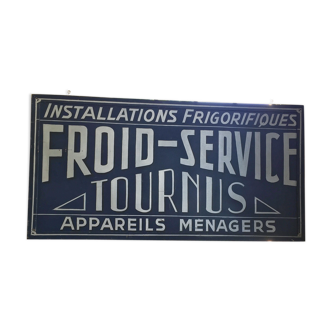 INSTALLATIONS FRIGORIFIQUES
FROID-SERVICE
TOURNUS
APPAREILS MENAGERS